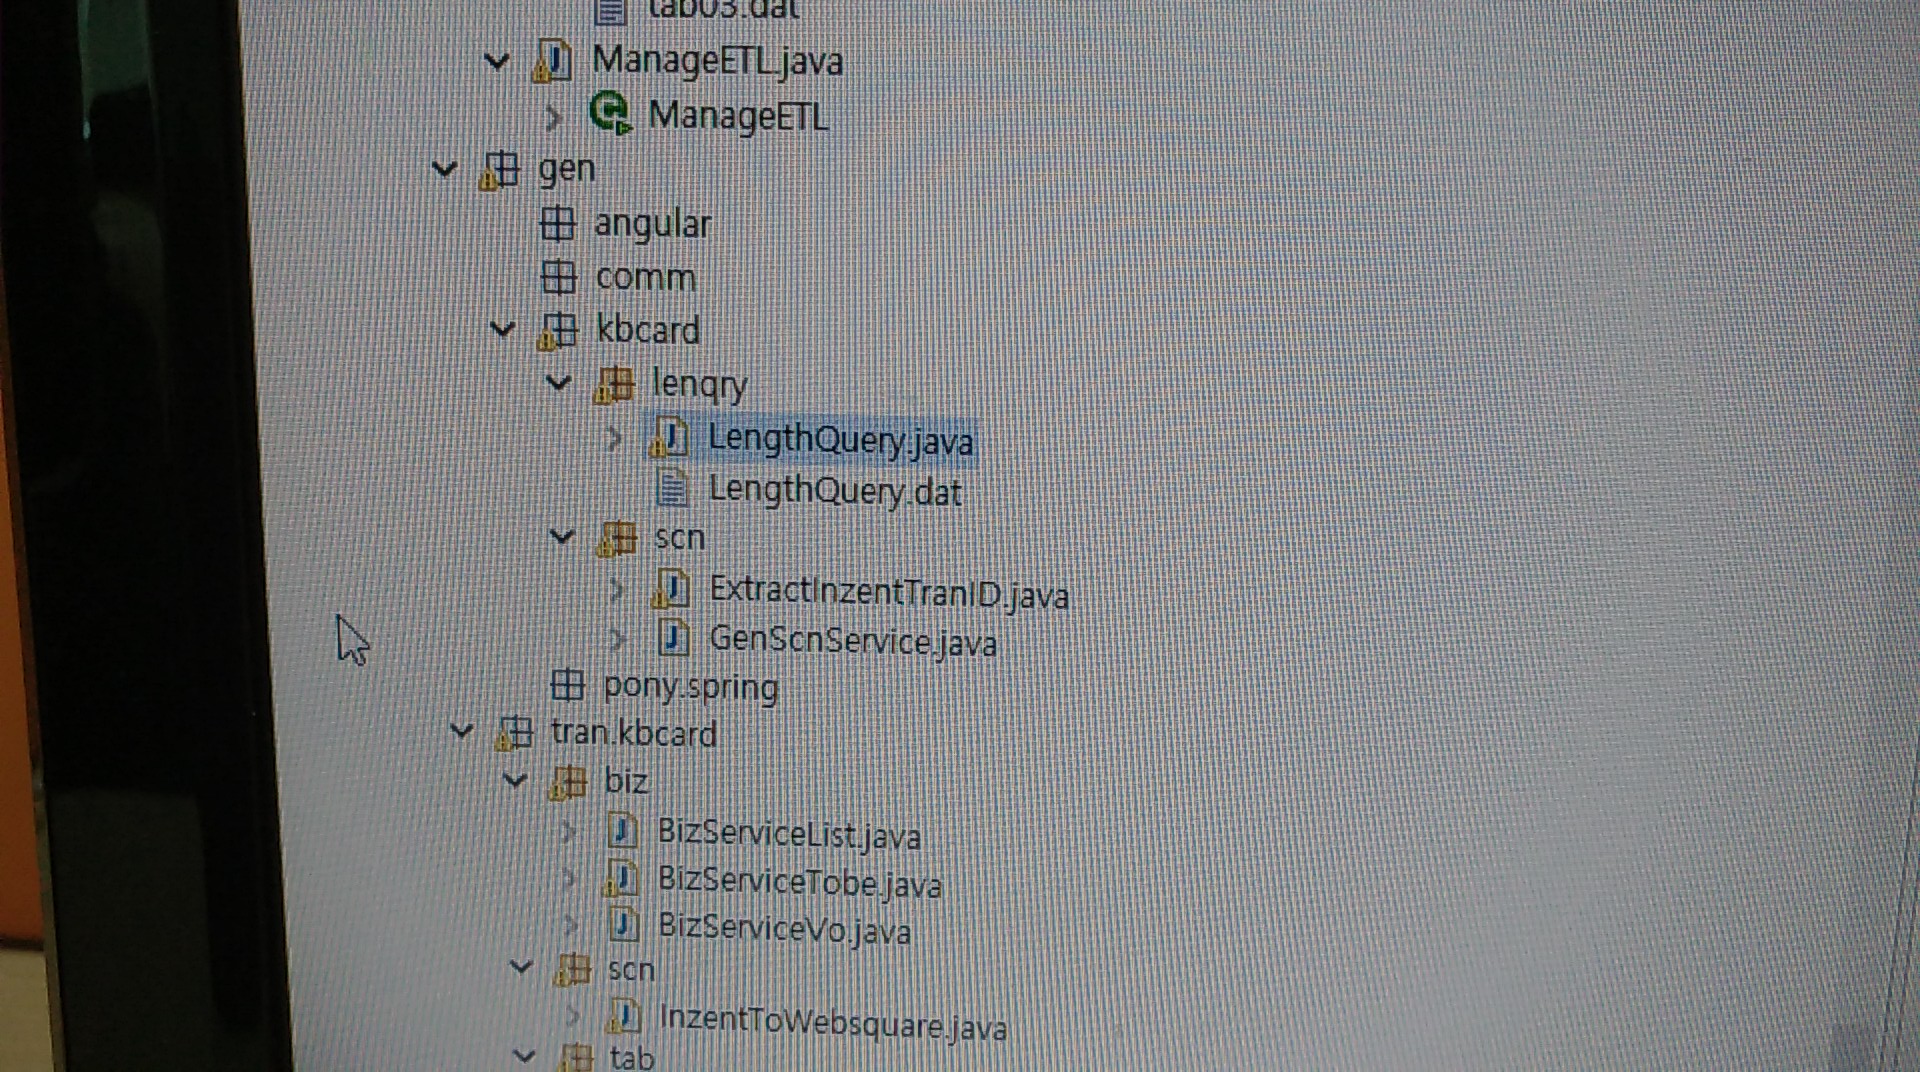 tab03.dat
ManageETL.java
ManageETL
gen
angular
comm
kbcard
lenqry
LengthQuery.java
LengthQuery.dat
scn
ExtractInzentTranID.java
GenScnService.java
pony.spring
tran.kbcard
biz
BizServiceList.java
BizServiceTobe.java
BizServiceVo.java
scn
InzentToWebsquare.java
tab